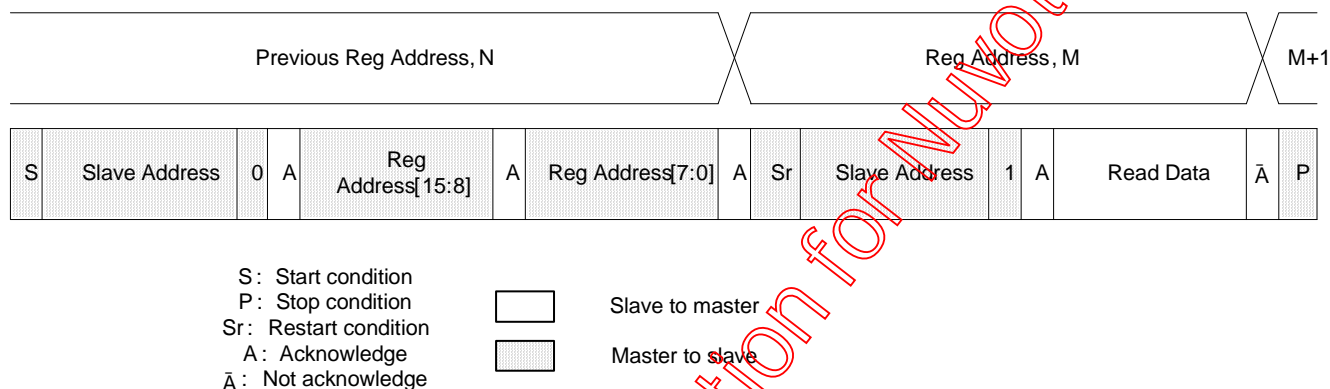 Previous Reg Address, N
Reg Address, M
M+1
S
Slave Address
0
A
Reg
Address[15:8]
A
Reg Address[7:0]
A
Sr
Slave Address
1
A
Read Data
Ā
P
S: Start condition
P: Stop condition
Sr: Restart condition
A: Acknowledge
Ā: Not acknowledge
Slave to master
Master to slave
for